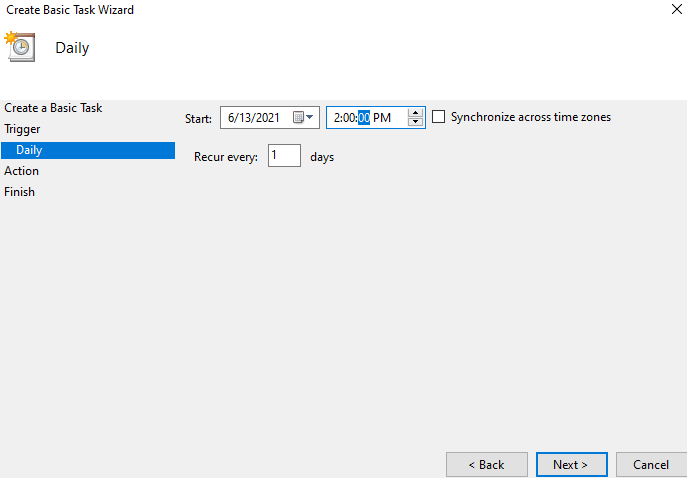 Create Basic Task Wizard
Daily
Create a Basic Task
Trigger
Daily
Action
Finish
Start: 6/13/2021 2:00:00 PM Synchronize across time zones
Recur every: 1 days
< Back Next > Cancel